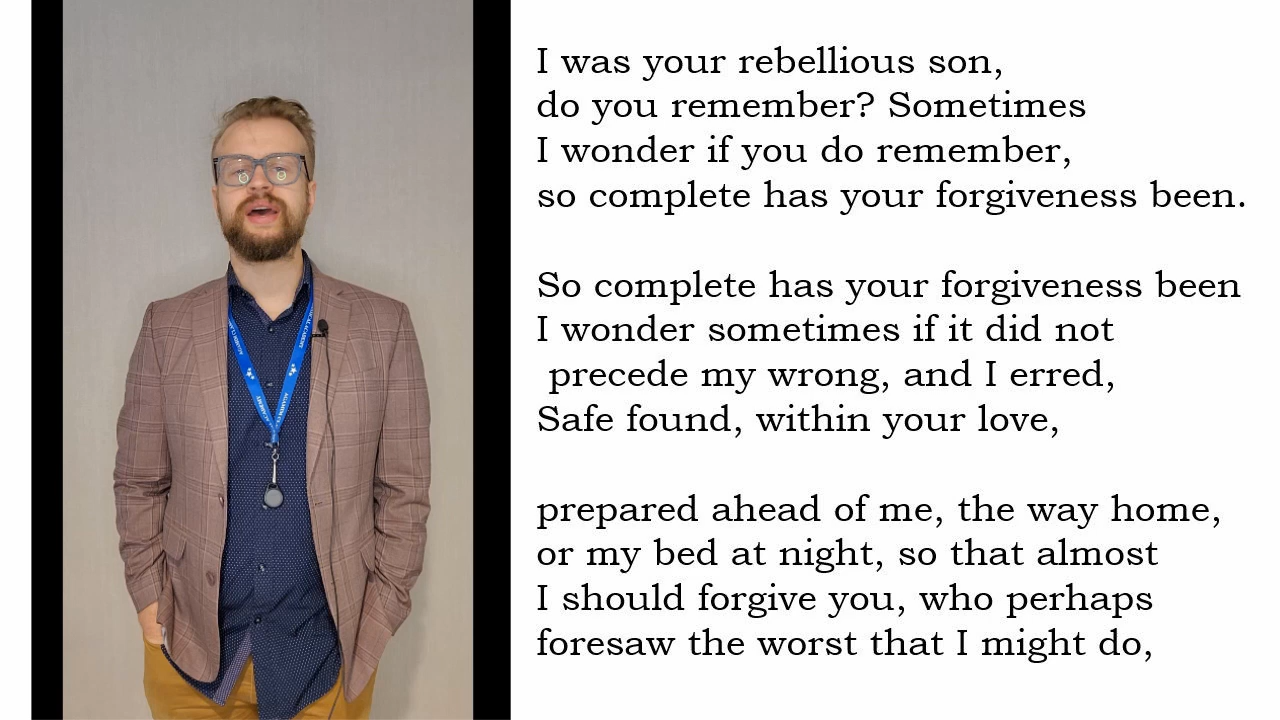 I was your rebellious son,
do you remember? Sometimes
I wonder if you do remember,
so complete has your forgiveness been.

So complete has your forgiveness been
I wonder sometimes if it did not
precede my wrong, and I erred,
Safe found, within your love,

prepared ahead of me, the way home,
or my bed at night, so that almost
I should forgive you, who perhaps
foresaw the worst that I might do,